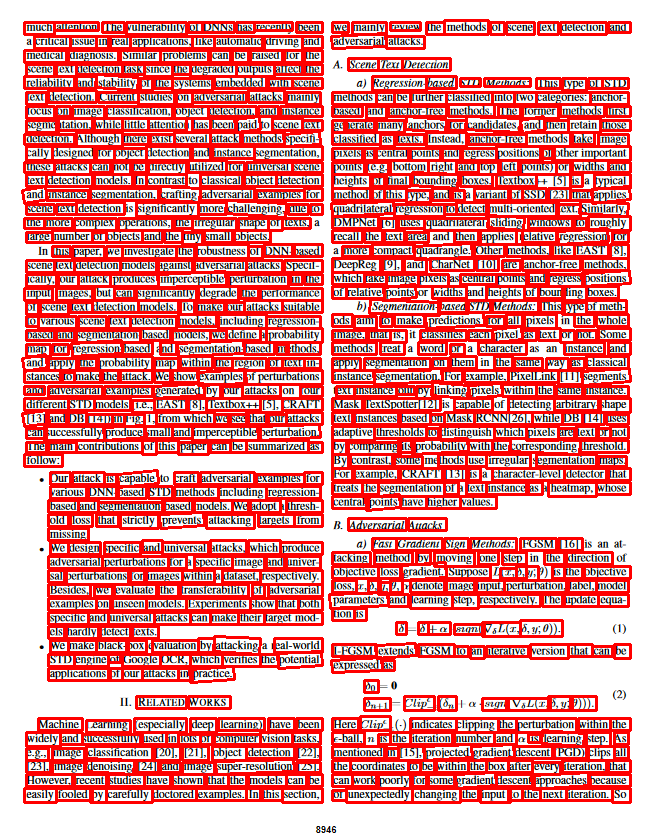 much attention. The vulnerability of DNNs has recently been
a critical issue in real applications, like automatic driving and
medical diagnosis. Similar problems can be raised for the
scene text detection task since the degraded outputs affect the
reliability and stability of the systems embedded with scene
text detection. Current studies on adversarial attacks mainly
focus on image classification, object detection, and instance
segmentation, while little attention has been paid to scene text
detection. Although there exist several attack methods specifi-
cally designed for object detection and instance segmentation,
these attacks can not be directly utilized for universal scene
text detection models. In contrast to classical object detection
and instance segmentation, crafting adversarial examples for
scene text detection is significantly more challenging, due to
the more complex operations, the irregular shape of texts, a
large number of objects and the tiny small objects.
In this paper, we investigate the robustness of DNN-based
scene text detection models against adversarial attacks. Specif-
ically, our attack produces imperceptible perturbation in the
input images, but can significantly degrade the performance
of scene text detection models. To make our attacks suitable
to various scene text detection models, including regression-
based and segmentation-based models, we define a probability
map for regression-based and segmentation-based methods,
and apply the probability map within the region of text in-
stances to make the attack. We show examples of perturbations
and adversarial examples generated by our attacks on four
different STD models, i.e., EAST [8], Textbox++ [5], CRAFT
[13] and DB [14] in Fig. 1, from which we see that our attacks
can successfully produce small and imperceptible perturbation.
The main contributions of this paper can be summarized as
follow:
• Our attack is capable to craft adversarial examples for
various DNN-based STD methods including regression-
based and segmentation-based models. We adopt a thresh-
old loss that strictly prevents attacking targets from
missing.
• We design specific and universal attacks, which produce
adversarial perturbations for a specific image and univer-
sal perturbations for images within a dataset, respectively.
Besides, we evaluate the transferability of adversarial
examples on unseen models. Experiments show that both
specific and universal attacks can make their target mod-
els hardly detect texts.
• We make black-box evaluation by attacking a real-world
STD engine of Google OCR, which verifies the potential
applications of our attacks in practice.
II. RELATED WORKS
Machine Learning (especially deep learning) have been
widely and successfully used in lots of computer vision tasks,
e.g., image classification [20], [21], object detection [22],
[23], image denoising [24] and image super-resolution [25].
However, recent studies have shown that the models can be
easily fooled by carefully doctored examples. In this section,
we mainly review the methods of scene text detection and
adversarial attacks.
A. Scene Text Detection
a) Regression-based STD Methods: This type of STD
methods can be further classified into two categories: anchor-
based and anchor-free methods. The former methods first
generate many anchors for candidates, and then retain those
classified as texts. Instead, anchor-free methods take image
pixels as central points and regress positions of other important
points (e.g. bottom right and top left points) or widths and
heights of final bounding boxes. Textbox++ [5] is a typical
method of this type, and is a variant of SSD [23] that applies
quadrilateral regression to detect multi-oriented text. Similarly,
DMPNet [6] uses quadrilateral sliding windows to roughly
recall the text area and then applies relative regression for
a more compact quadrangle. Other methods, like EAST [8],
DeepReg [9], and CharNet [10] are anchor-free methods,
which take image pixels as central points and regress positions
of relative points or widths and heights of bounding boxes.
b) Segmentation-based STD Methods: This type of meth-
ods aim to make predictions for all pixels in the whole
image, that is, it classifies each pixel as text or not. Some
methods treat a word or a character as an instance and
apply segmentation on them in the same way as classical
instance segmentation. For example, PixelLink [11] segments
text instance out by linking pixels within the same instance.
Mask TextSpotter [12] is capable of detecting arbitrary shape
text instances based on Mask RCNN [26], while DB [14] uses
adaptive thresholds to distinguish which pixels are text or not
by comparing its probability with the corresponding threshold.
By contrast, some methods use irregular segmentation maps.
For example, CRAFT [13] is a character-level detector that
treats the segmentation of a text instance as a heatmap, whose
central points have higher values.
B. Adversarial Attacks
a) Fast Gradient Sign Methods: [FGSM [16] is an at-
tacking method by moving one step in the direction of
objective loss gradient. Suppose L(x, δ, y; θ) is the objective
loss, x, δ, y, θ, γ denote image input, perturbation, label, model
parameters and learning step, respectively. The update equa-
tion is
δ = δ + α · sign(∇δL(x, δ, y; θ)). (1)
I-FGSM extends FGSM to an iterative version that can be
expressed as
δ0 = 0
δn+1 = Clip^ϵ (δn + α · sign(∇δL(x, δ, y; θ))). (2)
Here Clip^ϵ(·) indicates clipping the perturbation within the
ϵ-ball, n is the iteration number and α is learning step. As
mentioned in [15], projected gradient descent (PGD) clips all
the coordinates to be within the box after every iteration, that
can work poorly for some gradient descent approaches because
of unexpectedly changing the input to the next iteration. So
8946